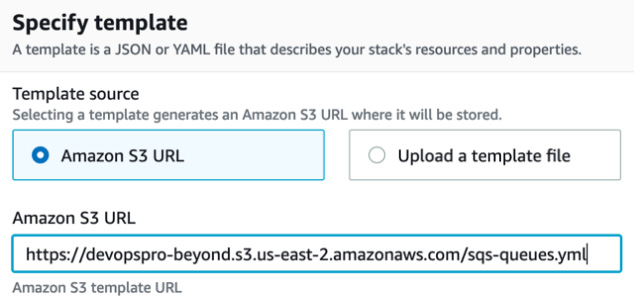 Specify template
A template is a JSON or YAML file that describes your stack's resources and properties.
Template source
Selecting a template generates an Amazon S3 URL where it will be stored.
Amazon S3 URL
Upload a template file
Amazon S3 URL
https://devopspro-beyond.s3.us-east-2.amazonaws.com/sqs-queues.yml
Amazon S3 template URL